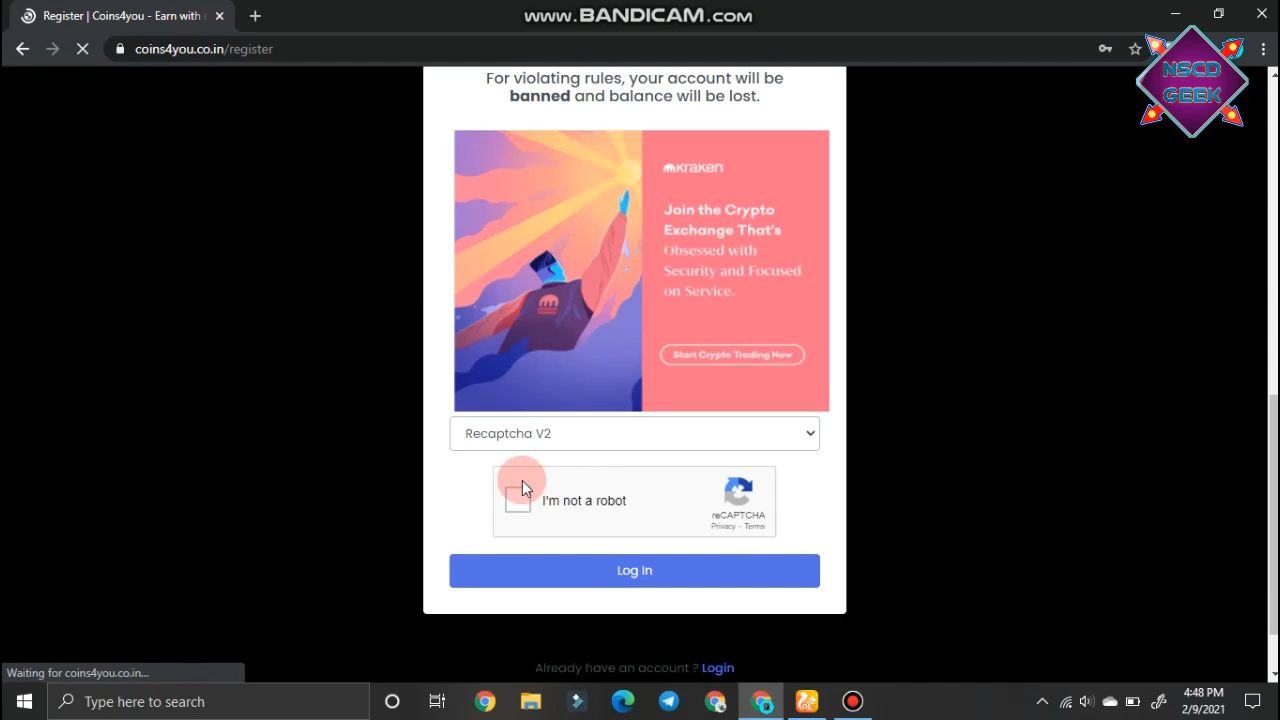 Register | Coins4you - Earn with c
www.BANDICAM.com
coins4you.co.in/register
NSCD
GEEK
For violating rules, your account will be
banned and balance will be lost.
kraken
Join the Crypto
Exchange That's
Obsessed with
Security and Focused
on Service.
Start Crypto Trading Now
Recaptcha V2
I'm not a robot
reCAPTCHA
Privacy - Terms
Log In
Already have an account ? Login
Waiting for coins4you.co.in...
Type here to search
4:48 PM
2/9/2021